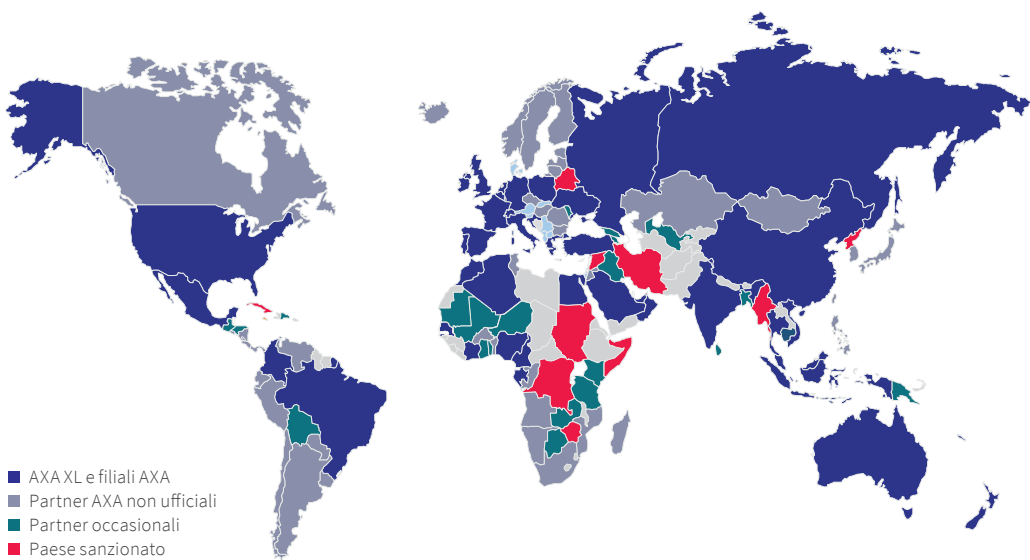 AXA XL e filiali AXA
Partner AXA non ufficiali
Partner occasionali
Paese sanzionato